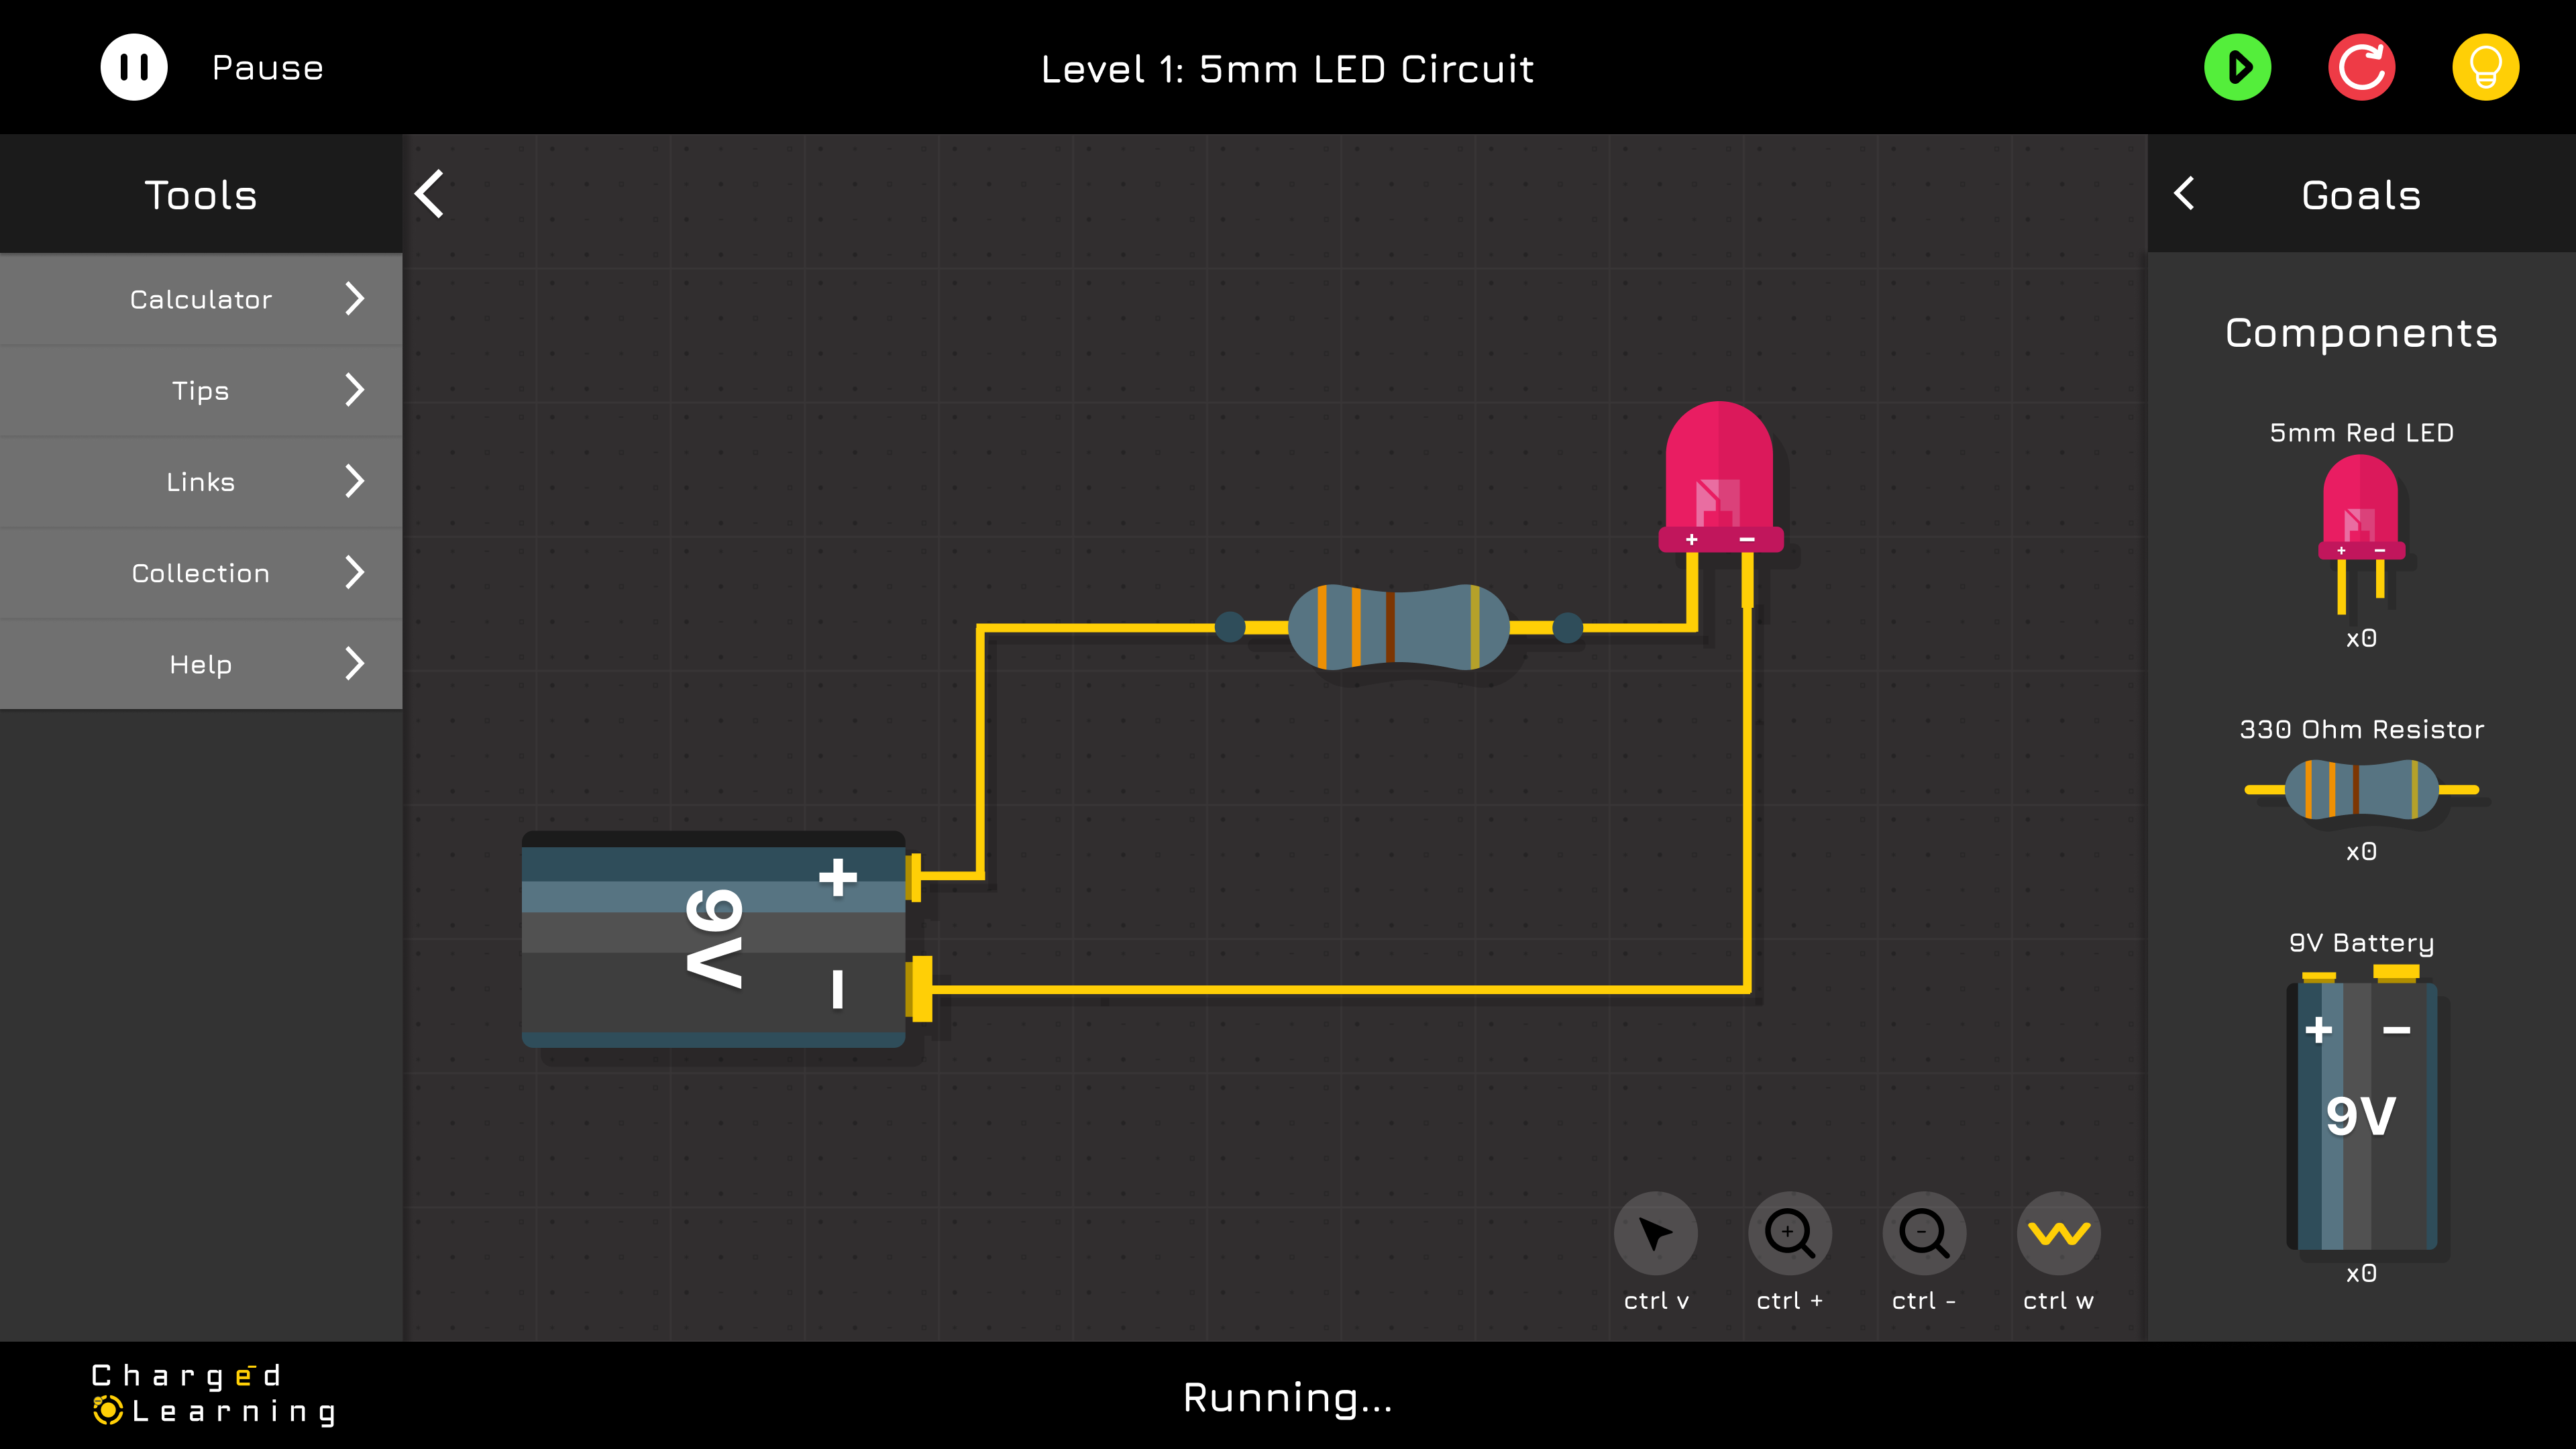 Pause
Level 1: 5mm LED Circuit
Tools
Calculator
Tips
Links
Collection
Help
+ −
9V
+
−
ctrl v
ctrl +
ctrl -
ctrl w
Goals
Components
5mm Red LED
+ −
x0
330 Ohm Resistor
x0
9V Battery
+ −
9V
x0
Charged
Learning
Running...